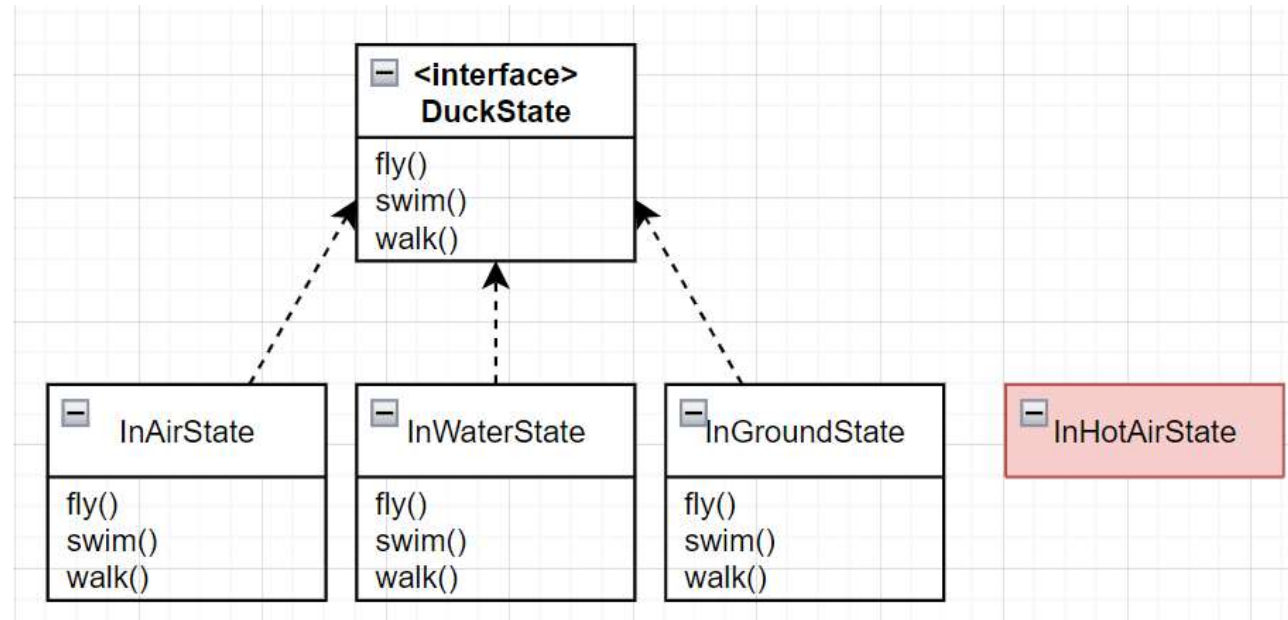 <interface>
DuckState
fly()
swim()
walk()
InAirState
fly()
swim()
walk()
InWaterState
fly()
swim()
walk()
InGroundState
fly()
swim()
walk()
InHotAirState